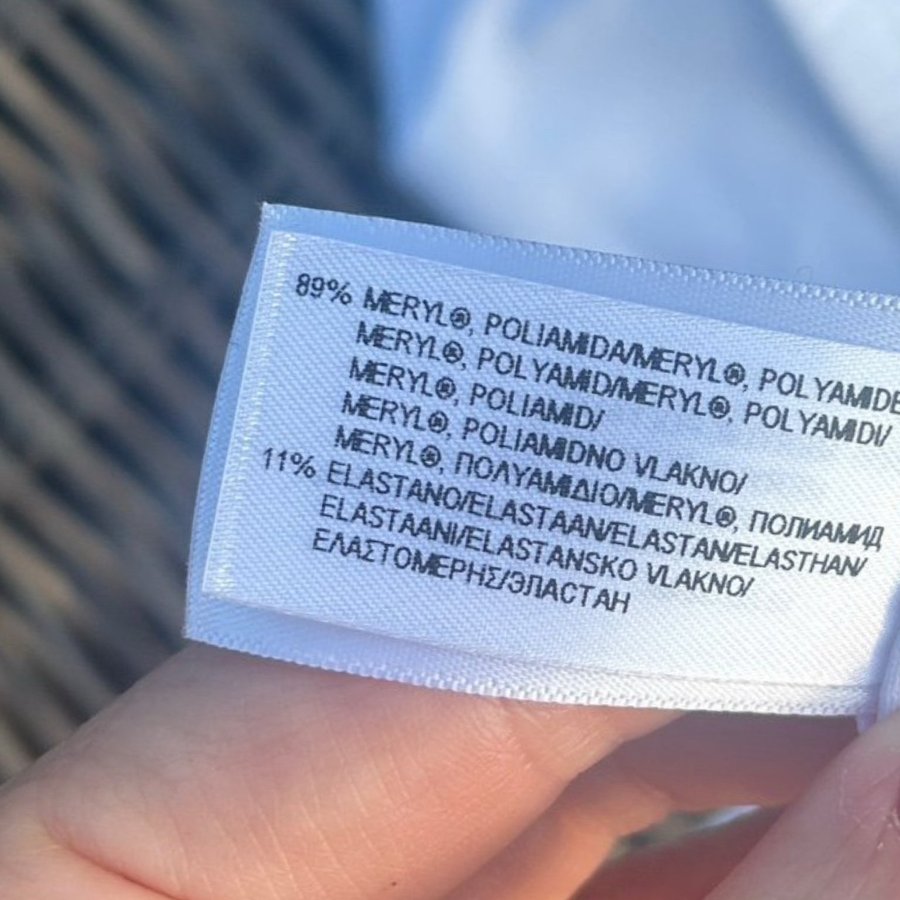 89% MERYL®, POLIAMIDA/MERYL®, POLYAMIDE
MERYL®, POLYAMID/MERYL®, POLYAMIDI/
MERYL®, POLIAMID/
MERYL®, POLIAMIDNO VLAKNO/
MERYL®, ΠΟΛΥΑΜΙΔΙΟ/MERYL®, ПОЛИАМИД
11% ELASTANO/ELASTAAN/ELASTAN/ELASTHAN/
ELASTAANI/ELASTANSKO VLAKNO/
ΕΛΑΣΤΟΜΕΡΗΣ/ЭЛАСТАН